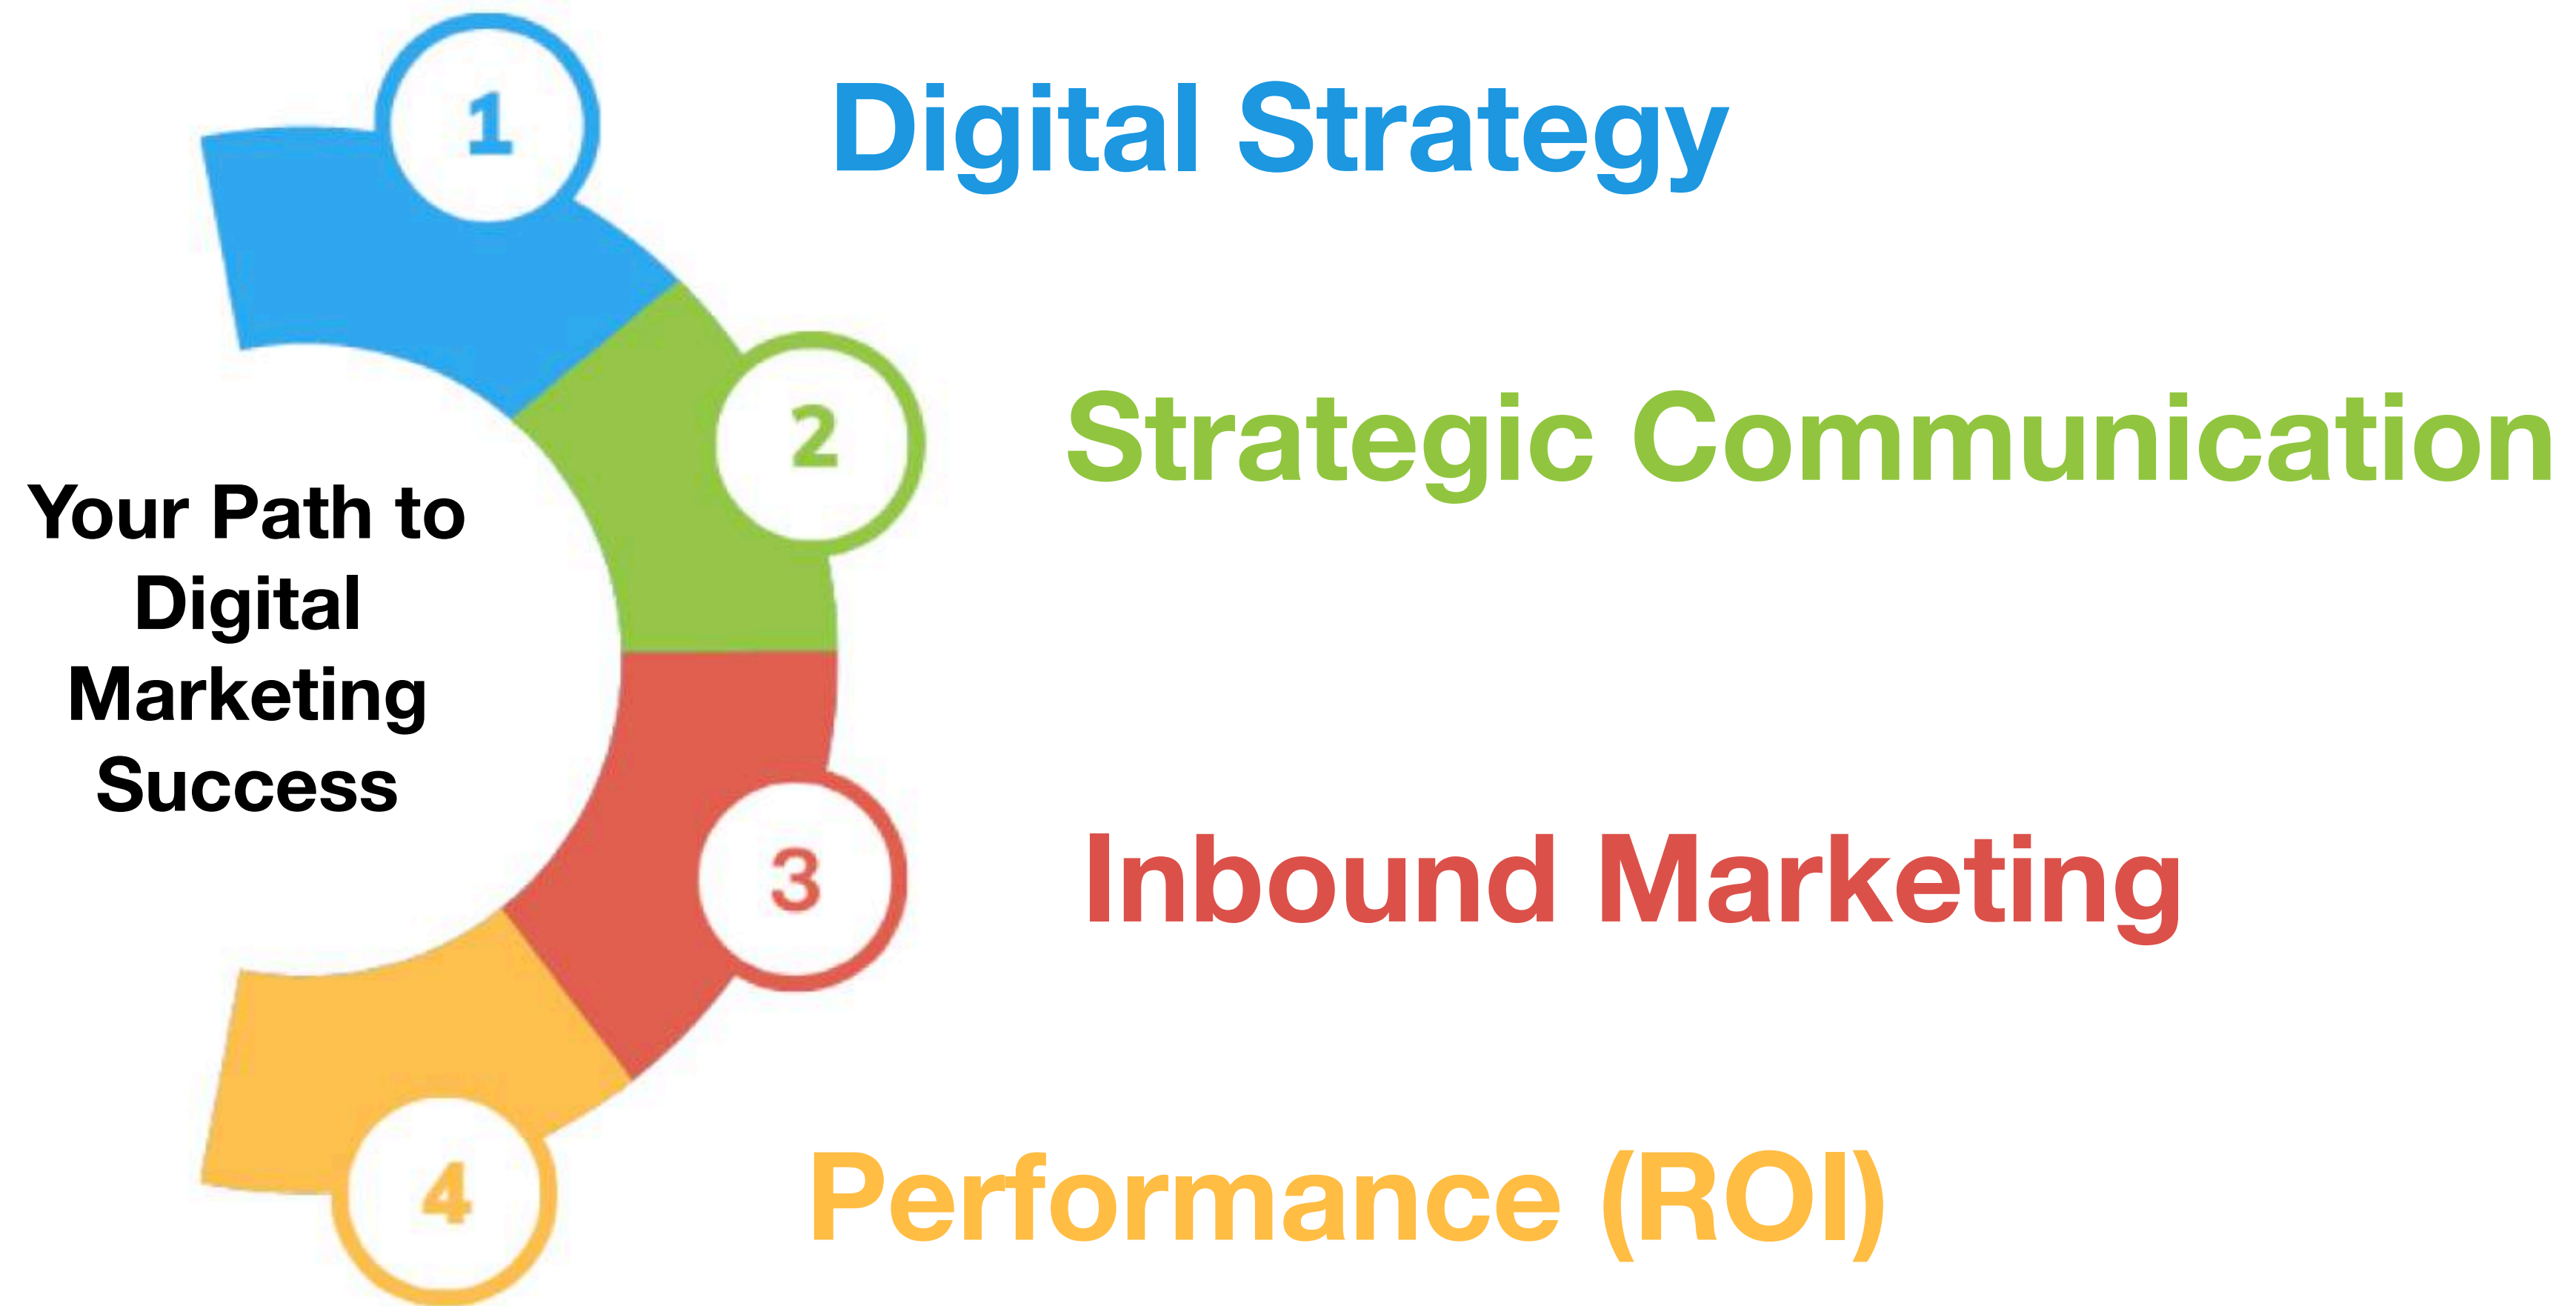 1
Digital Strategy
2
Strategic Communication
Your Path to
Digital
Marketing
Success
3
Inbound Marketing
4
Performance (ROI)